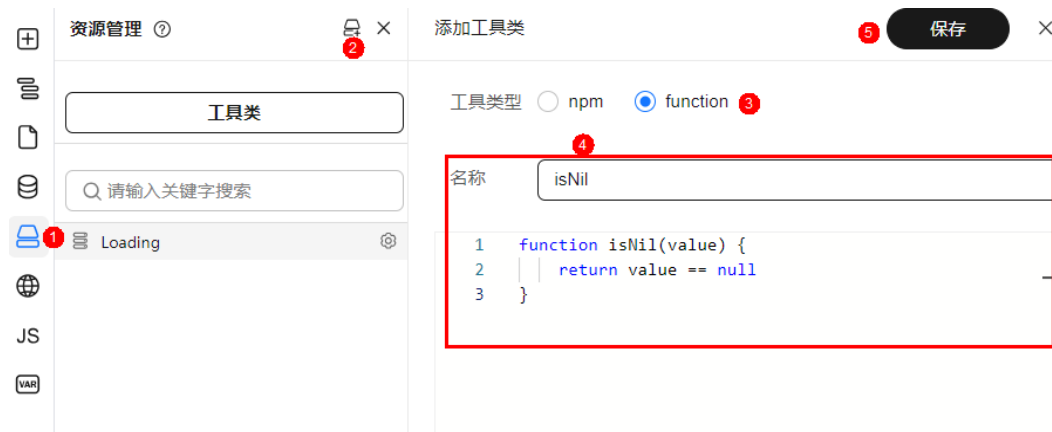 资源管理
2
添加工具类
5
保存
工具类
工具类型
npm
function
3
4
请输入关键字搜索
名称
isNil
1
Loading
1 function isNil(value) {
2 return value == null
3 }
JS
VAR